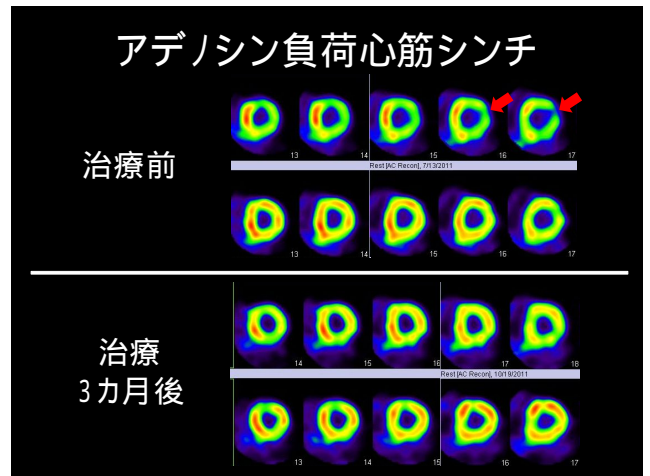 アデノシン負荷心筋シンチ
13 14 15 16 17
治療前
Rest [AC Recon], 7/13/2011
13 14 15 16 17
14 15 16 17 18
治療
3カ月後
Rest [AC Recon], 10/19/2011
13 14 15 16 17